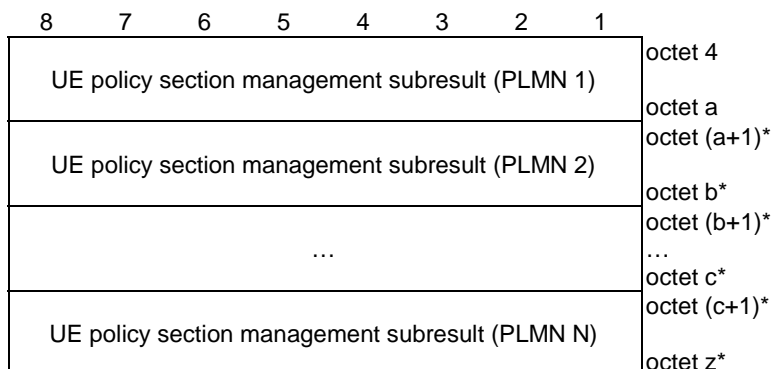 8 7 6 5 4 3 2 1
octet 4
UE policy section management subresult (PLMN 1)
octet a
octet (a+1)*
UE policy section management subresult (PLMN 2)
octet b*
octet (b+1)*
… …
octet c*
octet (c+1)*
UE policy section management subresult (PLMN N)
octet z*